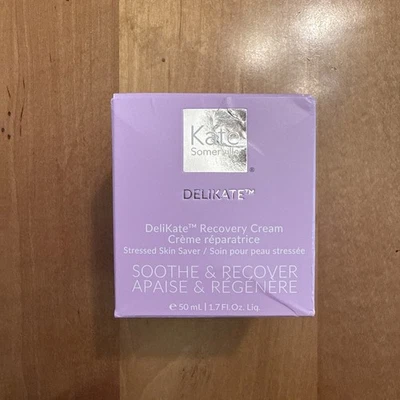 Kate
Somerville
®
DELIKATE™
DeliKate™ Recovery Cream
Crème réparatrice
Stressed Skin Saver / Soin pour peau stressée
SOOTHE & RECOVER
APAISE & RÉGÉNÈRE
e 50 mL | 1.7 Fl. Oz. Liq.